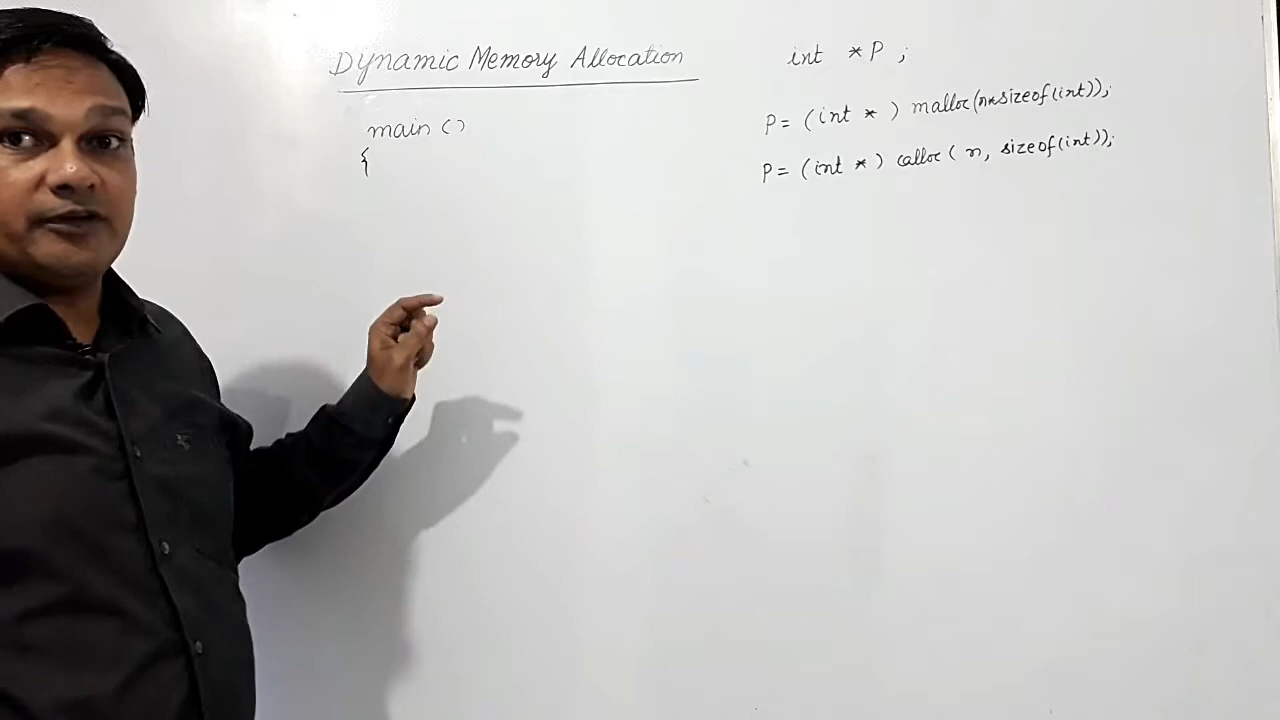 Dynamic Memory Allocation
main ()
{
int *P ;
P = (int *) malloc(n*sizeof(int));
P = (int *) calloc( n, sizeof(int));